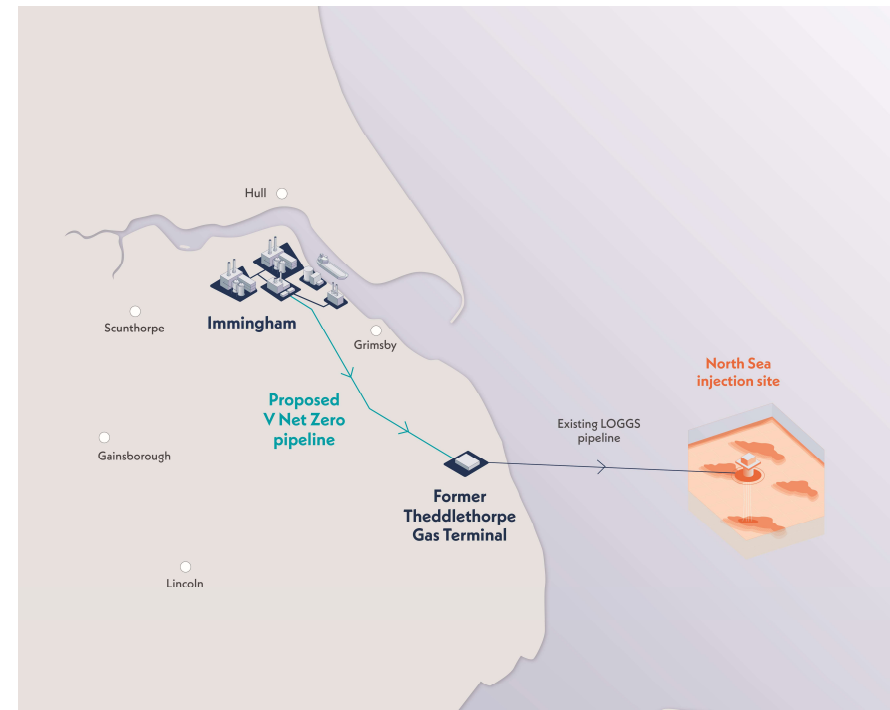 Hull
Scunthorpe
Immingham
Grimsby
North Sea
injection site
Proposed
V Net Zero
pipeline
Existing LOGGS
pipeline
Gainsborough
Former
Theddlethorpe
Gas Terminal
Lincoln